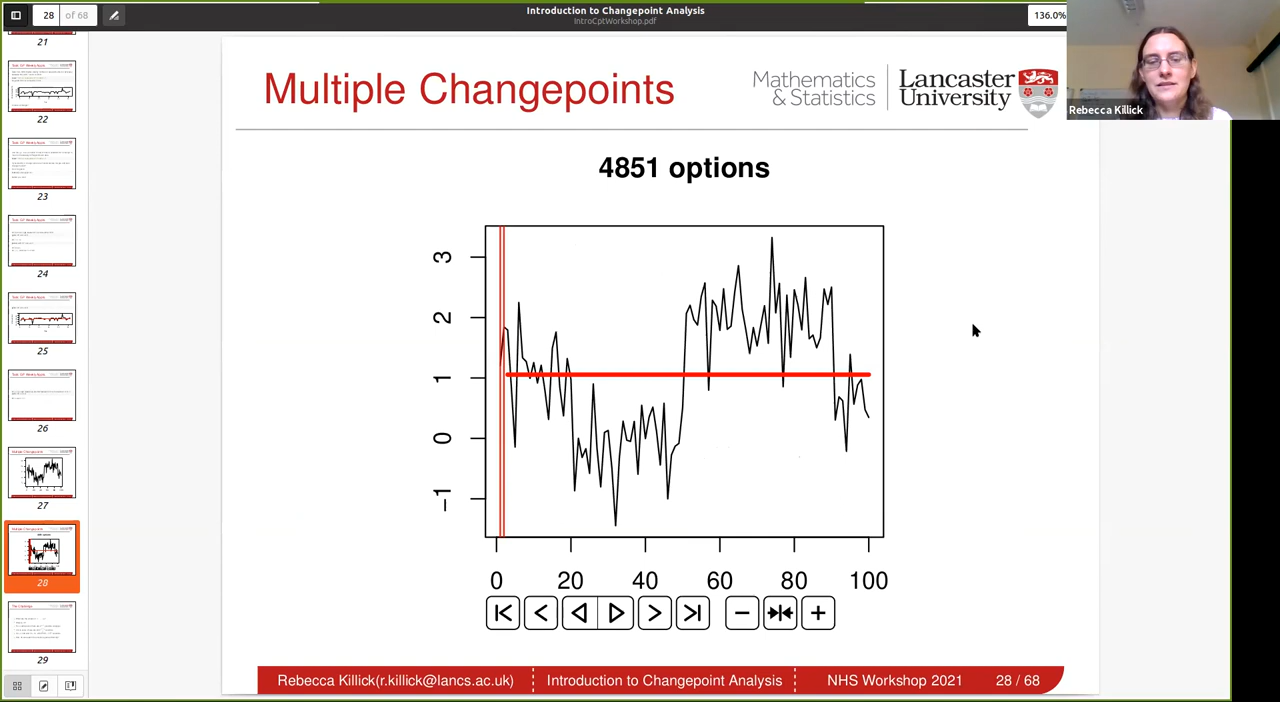 28 of 68
Introduction to Changepoint Analysis
IntroCptWorkshop.pdf
136.0%
Rebecca Killick
21
22
23
24
25
26
27
28
29
Multiple Changepoints
Mathematics
& Statistics
Lancaster
University
4851 options
3
2
1
0
−1
0 20 40 60 80 100
Rebecca Killick(r.killick@lancs.ac.uk)
Introduction to Changepoint Analysis
NHS Workshop 2021
28 / 68